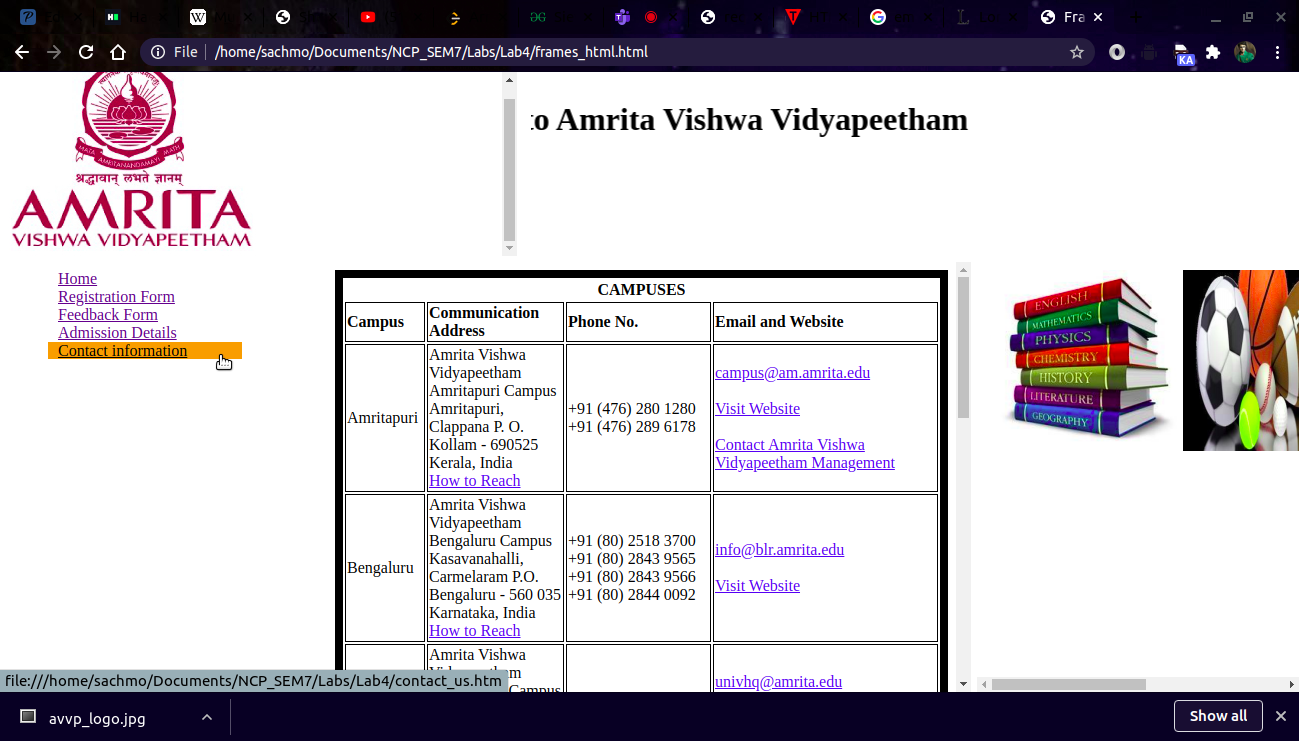 Fra
File
/home/sachmo/Documents/NCP_SEM7/Labs/Lab4/frames_html.html
KA
MATA AMRITANANDAMAYI MATH
श्रद्धावान् लभते ज्ञानम्
AMRITA
VISHWA VIDYAPEETHAM
to Amrita Vishwa Vidyapeetham
Home
Registration Form
Feedback Form
Admission Details
Contact information
CAMPUSES
Campus
Communication
Address
Phone No.
Email and Website
Amritapuri
Amrita Vishwa
Vidyapeetham
Amritapuri Campus
Amritapuri,
Clappana P. O.
Kollam - 690525
Kerala, India
How to Reach
+91 (476) 280 1280
+91 (476) 289 6178
campus@am.amrita.edu
Visit Website
Contact Amrita Vishwa
Vidyapeetham Management
Bengaluru
Amrita Vishwa
Vidyapeetham
Bengaluru Campus
Kasavanahalli,
Carmelaram P.O.
Bengaluru - 560 035
Karnataka, India
How to Reach
+91 (80) 2518 3700
+91 (80) 2843 9565
+91 (80) 2843 9566
+91 (80) 2844 0092
info@blr.amrita.edu
Visit Website
Amrita Vishwa
Campus
univhq@amrita.edu
ENGLISH
MATHEMATICS
PHYSICS
CHEMISTRY
HISTORY
LITERATURE
GEOGRAPHY
file:///home/sachmo/Documents/NCP_SEM7/Labs/Lab4/contact_us.htm
avvp_logo.jpg
Show all